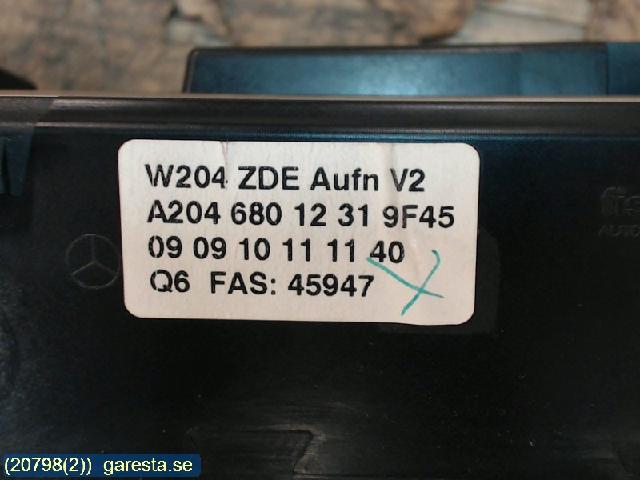 W204 ZDE Aufn V2
A204 680 12 31 9F45
09 09 10 11 11 40
Q6 FAS: 45947
(20798(2)) garesta.se